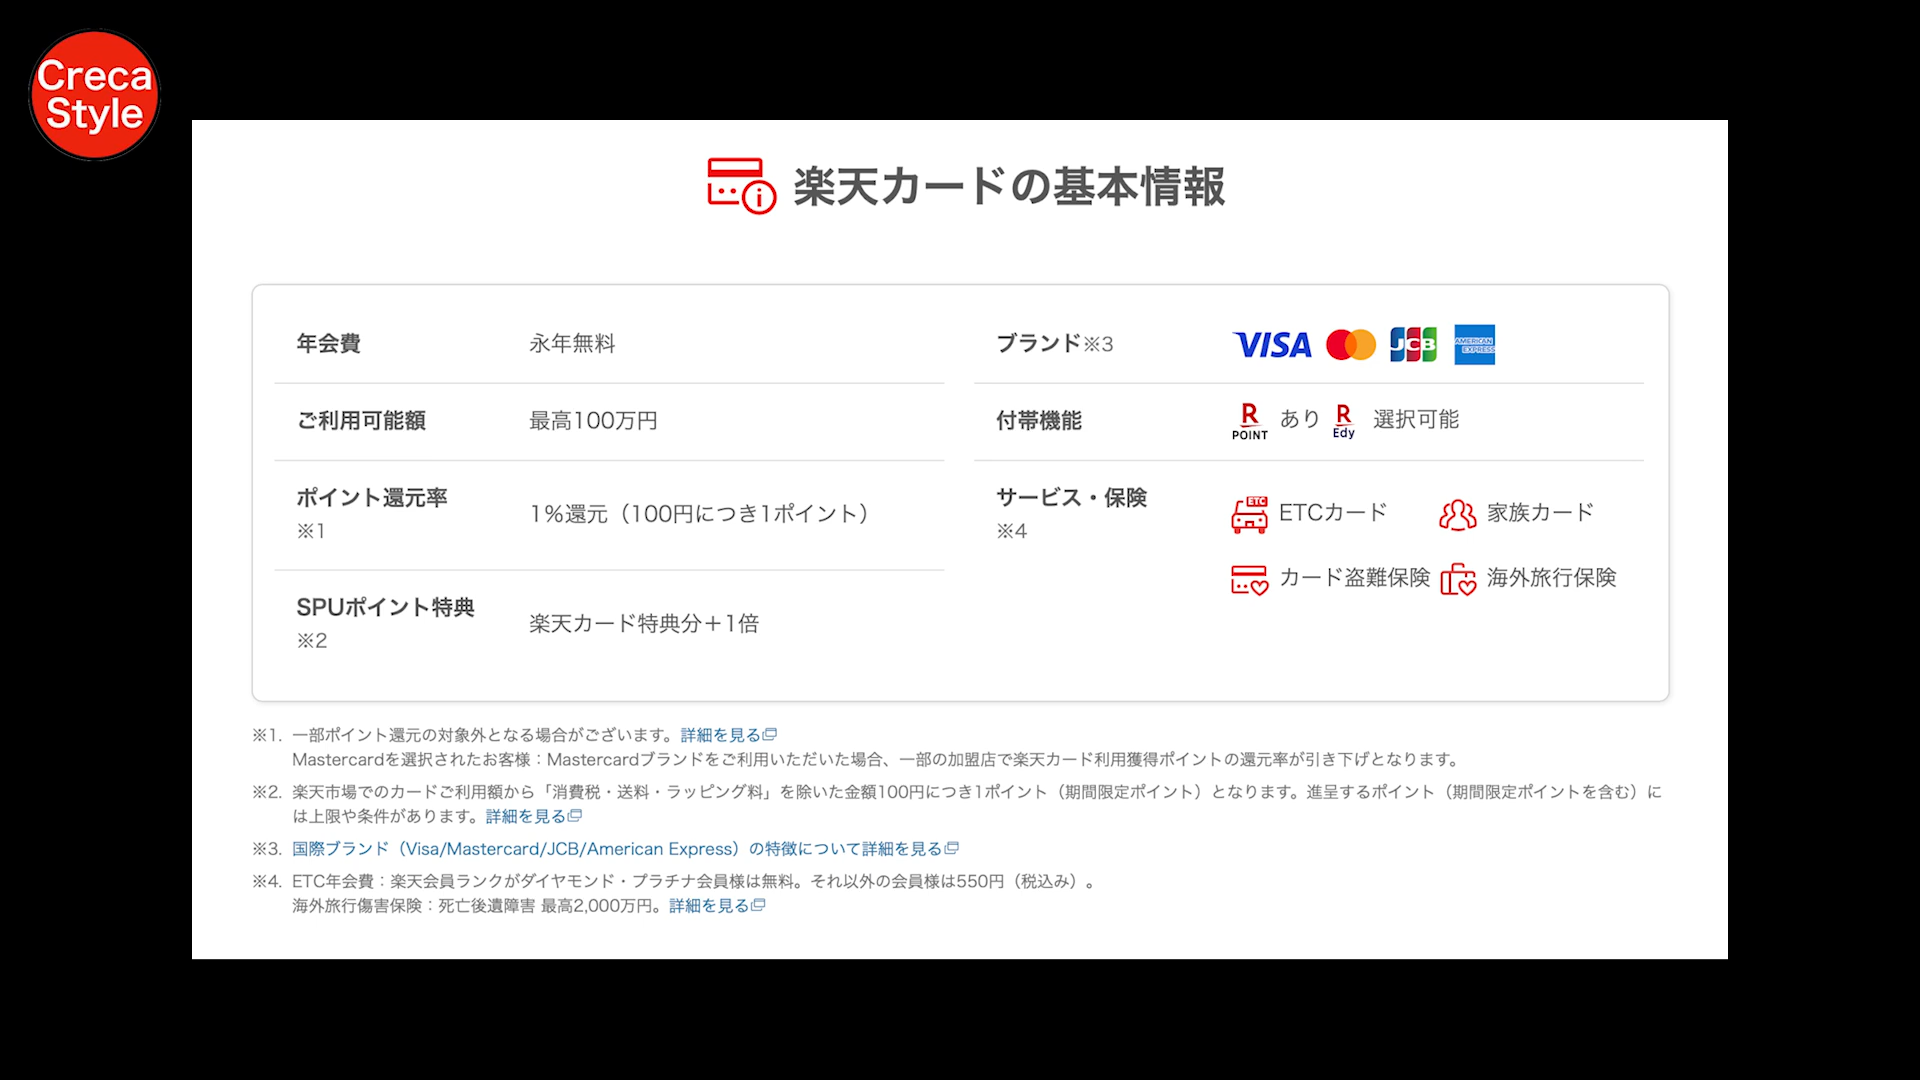 Creca
Style
楽天カードの基本情報
年会費
永年無料
ご利用可能額
最高100万円
ポイント還元率
※1
1%還元（100円につき1ポイント）
SPUポイント特典
※2
楽天カード特典分＋1倍
ブランド※3
VISA JCB AMERICAN EXPRESS
付帯機能
R POINT あり R Edy 選択可能
サービス・保険
※4
ETC ETCカード 家族カード
カード盗難保険 海外旅行保険
※1. 一部ポイント還元の対象外となる場合がございます。詳細を見る
Mastercardを選択されたお客様：Mastercardブランドをご利用いただいた場合、一部の加盟店で楽天カード利用獲得ポイントの還元率が引き下げとなります。
※2. 楽天市場でのカードご利用額から「消費税・送料・ラッピング料」を除いた金額100円につき1ポイント（期間限定ポイント）となります。進呈するポイント（期間限定ポイントを含む）に
は上限や条件があります。詳細を見る
※3. 国際ブランド（Visa/Mastercard/JCB/American Express）の特徴について詳細を見る
※4. ETC年会費：楽天会員ランクがダイヤモンド・プラチナ会員様は無料。それ以外の会員様は550円（税込み）。
海外旅行傷害保険：死亡後遺障害 最高2,000万円。詳細を見る